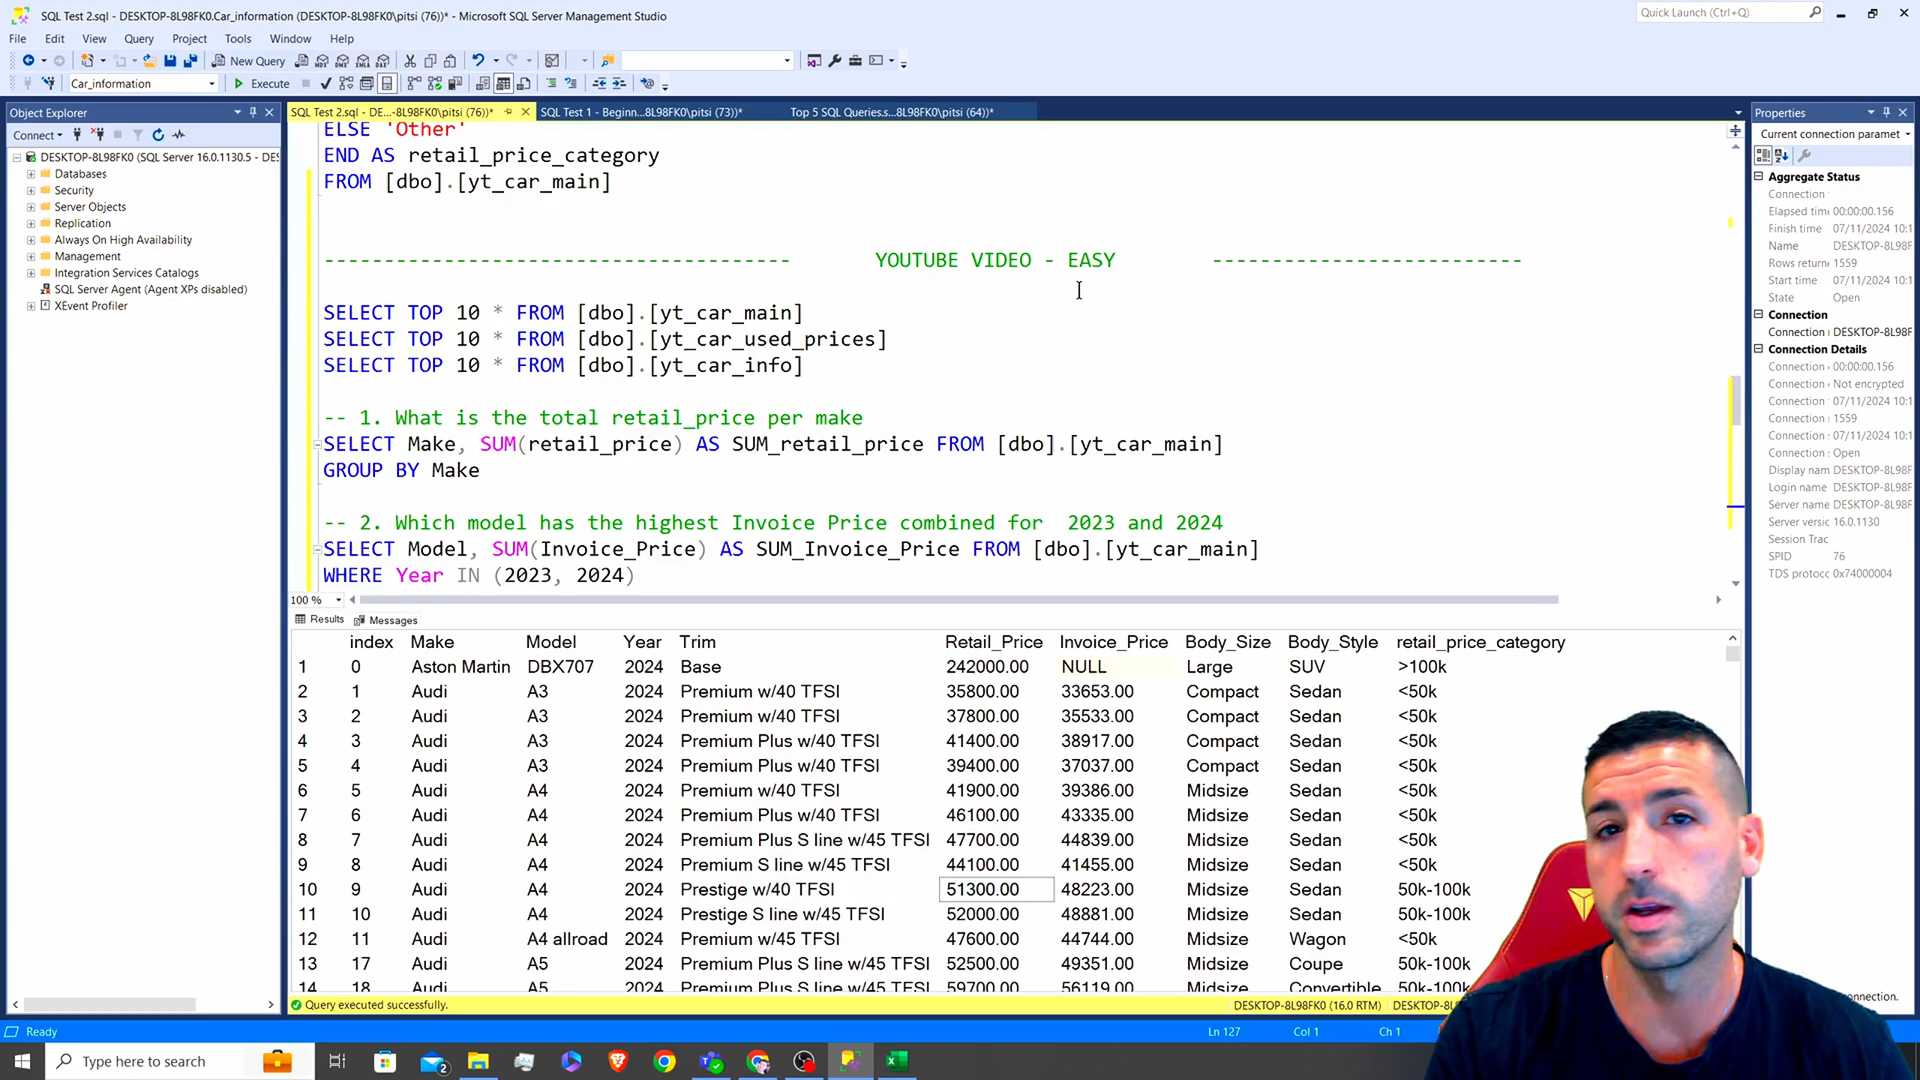 SQL Test 2.sql - DESKTOP-8L98FK0.Car_information (DESKTOP-8L98FK0\pitsi (76))* - Microsoft SQL Server Management Studio
Quick Launch (Ctrl+Q)
File Edit View Query Project Tools Window Help
New Query
Car_information
Execute
Object Explorer
SQL Test 2.sql - DE...-8L98FK0\pitsi (76))*
SQL Test 1 - Beginn...8L98FK0\pitsi (73))*
Top 5 SQL Queries.s...8L98FK0\pitsi (64))*
Properties
Connect
Current connection paramet
DESKTOP-8L98FK0 (SQL Server 16.0.1130.5 - DES
Databases
Security
Server Objects
Replication
Always On High Availability
Management
Integration Services Catalogs
SQL Server Agent (Agent XPs disabled)
XEvent Profiler
ELSE 'Other'
END AS retail_price_category
FROM [dbo].[yt_car_main]
-------------------------------------- YOUTUBE VIDEO - EASY --------------------------
SELECT TOP 10 * FROM [dbo].[yt_car_main]
SELECT TOP 10 * FROM [dbo].[yt_car_used_prices]
SELECT TOP 10 * FROM [dbo].[yt_car_info]
-- 1. What is the total retail_price per make
SELECT Make, SUM(retail_price) AS SUM_retail_price FROM [dbo].[yt_car_main]
GROUP BY Make
-- 2. Which model has the highest Invoice Price combined for  2023 and 2024
SELECT Model, SUM(Invoice_Price) AS SUM_Invoice_Price FROM [dbo].[yt_car_main]
WHERE Year IN (2023, 2024)
Aggregate Status
Connection
Elapsed time 00:00:00.156
Finish time 07/11/2024 10:1
Name DESKTOP-8L98F
Rows return 1559
Start time 07/11/2024 10:1
State Open
Connection
Connection DESKTOP-8L98F
Connection Details
Connection 00:00:00.156
Connection Not encrypted
Connection 07/11/2024 10:1
Connection 1559
Connection 07/11/2024 10:1
Connection Open
Display nam DESKTOP-8L98F
Login name DESKTOP-8L98F
Server name DESKTOP-8L98F
Server versic 16.0.1130
Session Trac
SPID 76
TDS protocc 0x74000004
100 %
Results Messages
index Make Model Year Trim Retail_Price Invoice_Price Body_Size Body_Style retail_price_category
1 0 Aston Martin DBX707 2024 Base 242000.00 NULL Large SUV >100k
2 1 Audi A3 2024 Premium w/40 TFSI 35800.00 33653.00 Compact Sedan <50k
3 2 Audi A3 2024 Premium w/40 TFSI 37800.00 35533.00 Compact Sedan <50k
4 3 Audi A3 2024 Premium Plus w/40 TFSI 41400.00 38917.00 Compact Sedan <50k
5 4 Audi A3 2024 Premium Plus w/40 TFSI 39400.00 37037.00 Compact Sedan <50k
6 5 Audi A4 2024 Premium w/40 TFSI 41900.00 39386.00 Midsize Sedan <50k
7 6 Audi A4 2024 Premium Plus w/40 TFSI 46100.00 43335.00 Midsize Sedan <50k
8 7 Audi A4 2024 Premium Plus S line w/45 TFSI 47700.00 44839.00 Midsize Sedan <50k
9 8 Audi A4 2024 Premium S line w/45 TFSI 44100.00 41455.00 Midsize Sedan <50k
10 9 Audi A4 2024 Prestige w/40 TFSI 51300.00 48223.00 Midsize Sedan 50k-100k
11 10 Audi A4 2024 Prestige S line w/45 TFSI 52000.00 48881.00 Midsize Sedan 50k-100k
12 11 Audi A4 allroad 2024 Premium w/45 TFSI 47600.00 44744.00 Midsize Wagon <50k
13 17 Audi A5 2024 Premium Plus S line w/45 TFSI 52500.00 49351.00 Midsize Coupe 50k-100k
14 18 Audi A5 2024 Premium Plus S line w/45 TFSI 59700.00 56119.00 Midsize Convertible 50k-100k
Query executed successfully.
DESKTOP-8L98FK0 (16.0 RTM)
DESKTOP-8L98FK
onnection.
Ready
Ln 127
Col 1
Ch 1
Type here to search
2